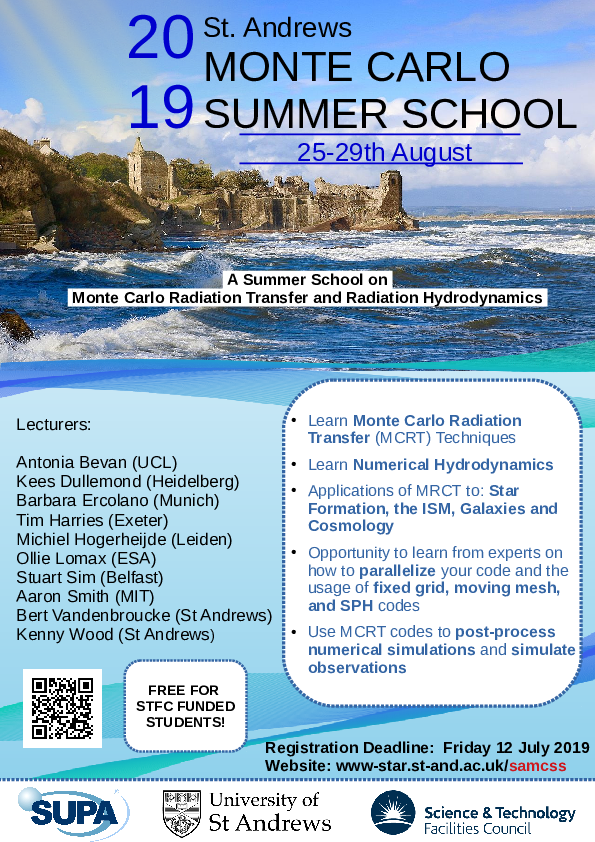 20
19
St. Andrews
MONTE CARLO
SUMMER SCHOOL
25-29th August
A Summer School on
Monte Carlo Radiation Transfer and Radiation Hydrodynamics
Lecturers:
Antonia Bevan (UCL)
Kees Dullemond (Heidelberg)
Barbara Ercolano (Munich)
Tim Harries (Exeter)
Michiel Hogerheijde (Leiden)
Ollie Lomax (ESA)
Stuart Sim (Belfast)
Aaron Smith (MIT)
Bert Vandenbroucke (St Andrews)
Kenny Wood (St Andrews)
• Learn Monte Carlo Radiation
Transfer (MCRT) Techniques
• Learn Numerical Hydrodynamics
• Applications of MRCT to: Star
Formation, the ISM, Galaxies and
Cosmology
• Opportunity to learn from experts on
how to parallelize your code and the
usage of fixed grid, moving mesh,
and SPH codes
• Use MCRT codes to post-process
numerical simulations and simulate
observations
FREE FOR
STFC FUNDED
STUDENTS!
Registration Deadline: Friday 12 July 2019
Website: www-star.st-and.ac.uk/samcss
SUPA
University of
St Andrews
Science & Technology
Facilities Council